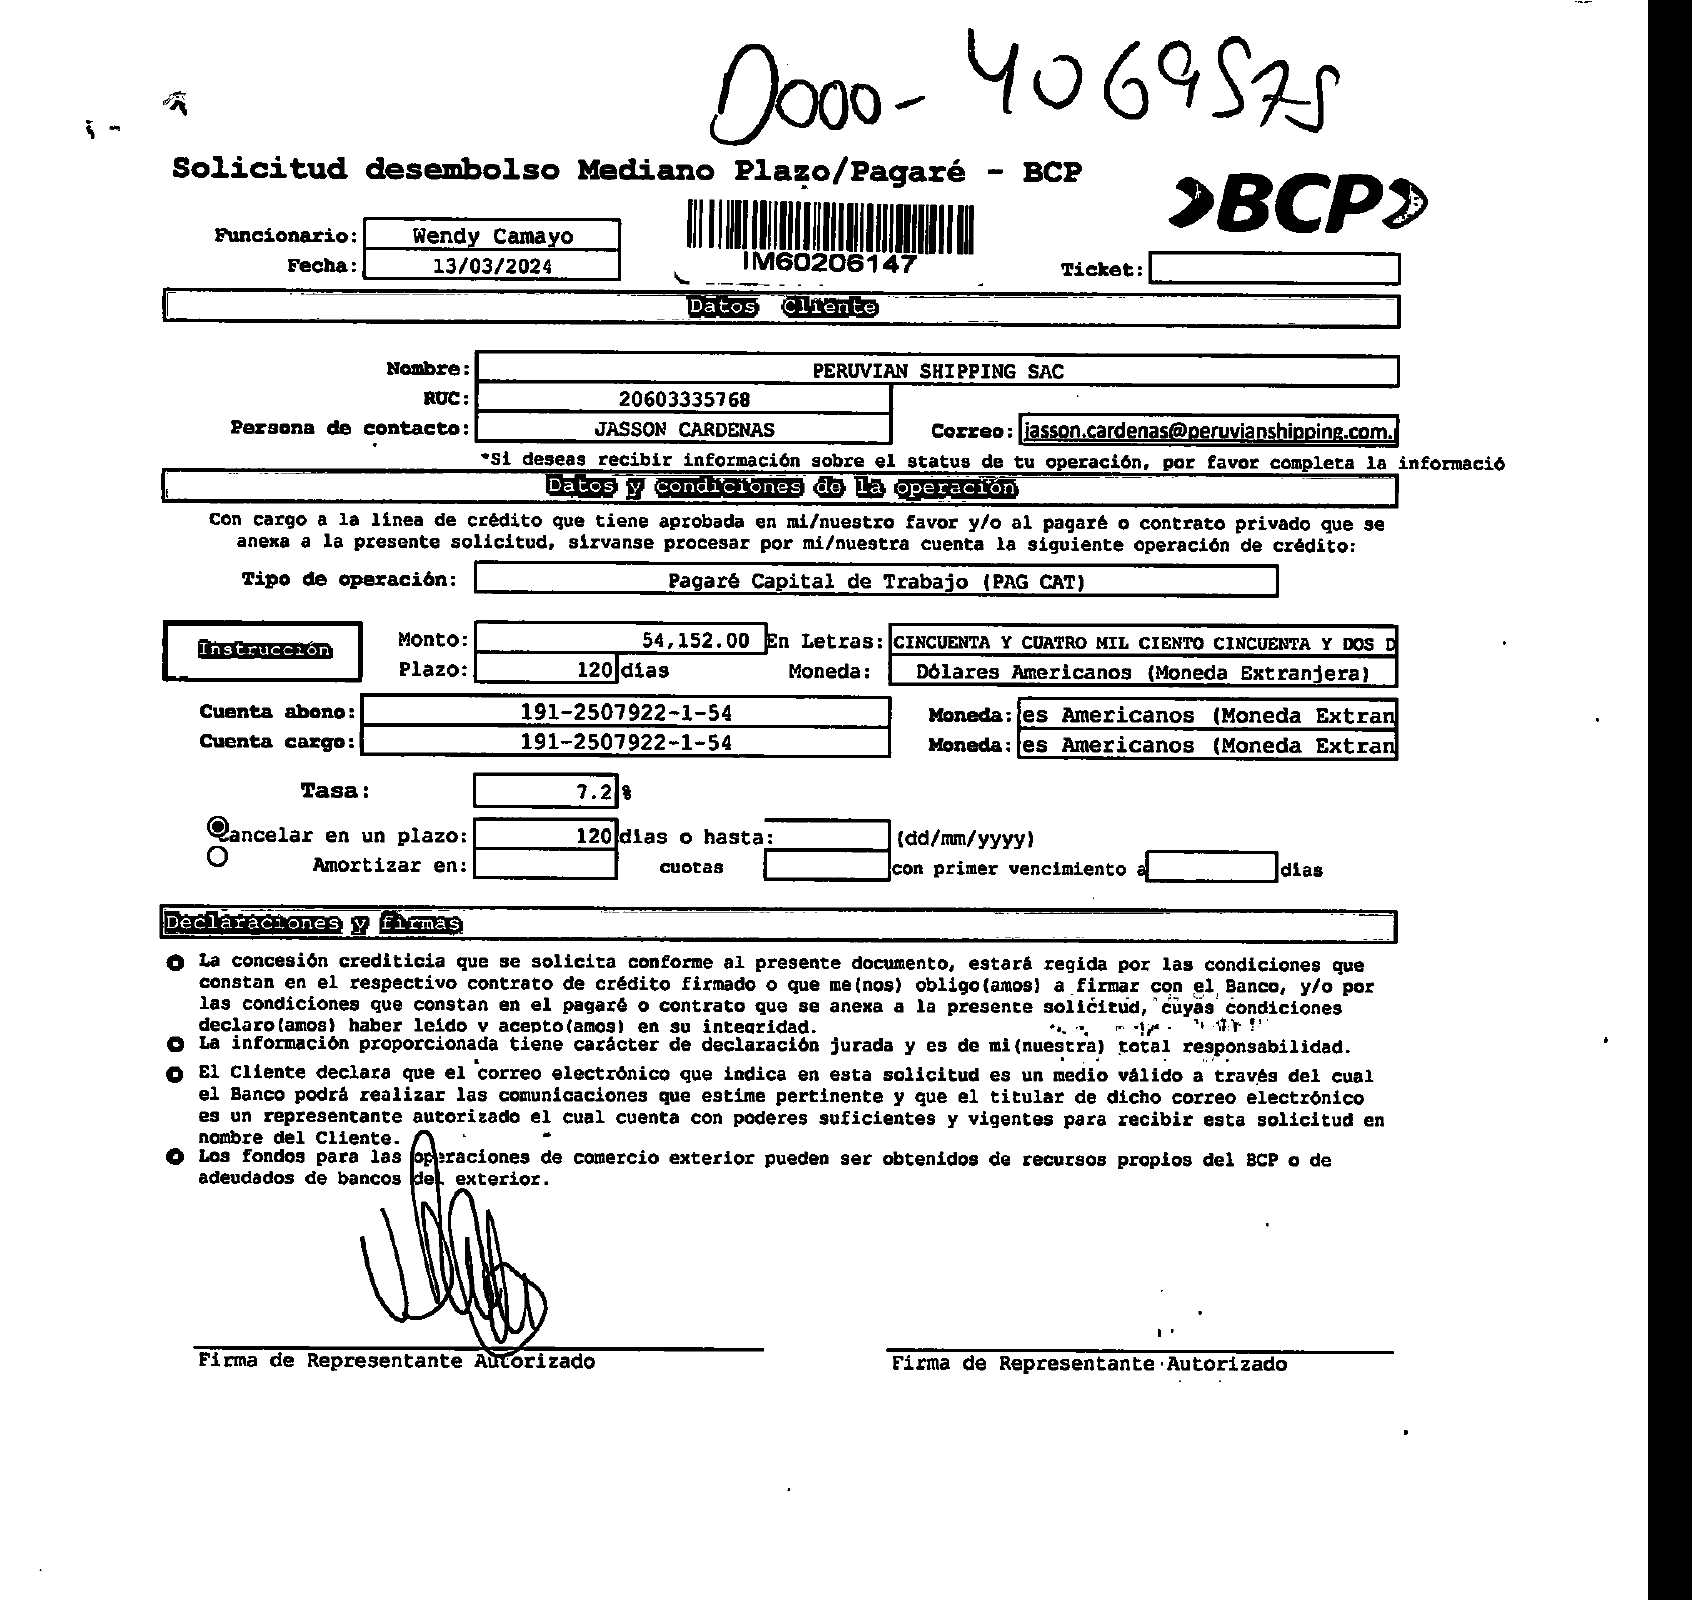 D000-4069575
Solicitud desembolso Mediano Plazo/Pagaré - BCP
BCP
Funcionario: Wendy Camayo
Fecha: 13/03/2024
IM60206147
Ticket:
Datos Cliente
Nombre: PERUVIAN SHIPPING SAC
RUC: 20603335768
Persona de contacto: JASSON CARDENAS Correo: jasson.cardenas@peruvianshipping.com.
*Si deseas recibir información sobre el status de tu operación, por favor completa la informació
Datos y condiciones de la operación
Con cargo a la línea de crédito que tiene aprobada en mi/nuestro favor y/o al pagaré o contrato privado que se
anexa a la presente solicitud, sírvanse procesar por mi/nuestra cuenta la siguiente operación de crédito:
Tipo de operación: Pagaré Capital de Trabajo (PAG CAT)
Instrucción
Monto: 54,152.00 En Letras: CINCUENTA Y CUATRO MIL CIENTO CINCUENTA Y DOS D
Plazo: 120 días Moneda: Dólares Americanos (Moneda Extranjera)
Cuenta abono: 191-2507922-1-54 Moneda: es Americanos (Moneda Extran
Cuenta cargo: 191-2507922-1-54 Moneda: es Americanos (Moneda Extran
Tasa: 7.2 %
Cancelar en un plazo: 120 días o hasta: (dd/mm/yyyy)
Amortizar en: cuotas con primer vencimiento a días
Declaraciones y firmas
La concesión crediticia que se solicita conforme al presente documento, estará regida por las condiciones que
constan en el respectivo contrato de crédito firmado o que me(nos) obligo(amos) a firmar con el Banco, y/o por
las condiciones que constan en el pagaré o contrato que se anexa a la presente solicitud, cuyas condiciones
declaro(amos) haber leído y acepto(amos) en su integridad.
La información proporcionada tiene carácter de declaración jurada y es de mi(nuestra) total responsabilidad.
El Cliente declara que el correo electrónico que indica en esta solicitud es un medio válido a través del cual
el Banco podrá realizar las comunicaciones que estime pertinente y que el titular de dicho correo electrónico
es un representante autorizado el cual cuenta con poderes suficientes y vigentes para recibir esta solicitud en
nombre del Cliente.
Los fondos para las operaciones de comercio exterior pueden ser obtenidos de recursos propios del BCP o de
adeudados de bancos del exterior.
Firma de Representante Autorizado Firma de Representante Autorizado